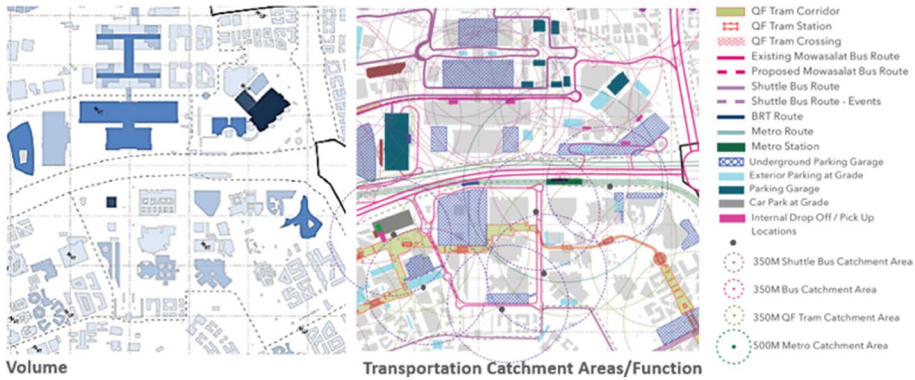 QF Tram Corridor
QF Tram Station
QF Tram Crossing
Existing Mowasalat Bus Route
Proposed Mowasalat Bus Route
Shuttle Bus Route
Shuttle Bus Route - Events
BRT Route
Metro Route
Metro Station
Underground Parking Garage
Exterior Parking at Grade
Parking Garage
Car Park at Grade
Internal Drop Off / Pick Up
Locations
350M Shuttle Bus Catchment Area
350M Bus Catchment Area
350M QF Tram Catchment Area
500M Metro Catchment Area
Volume
Transportation Catchment Areas/Function